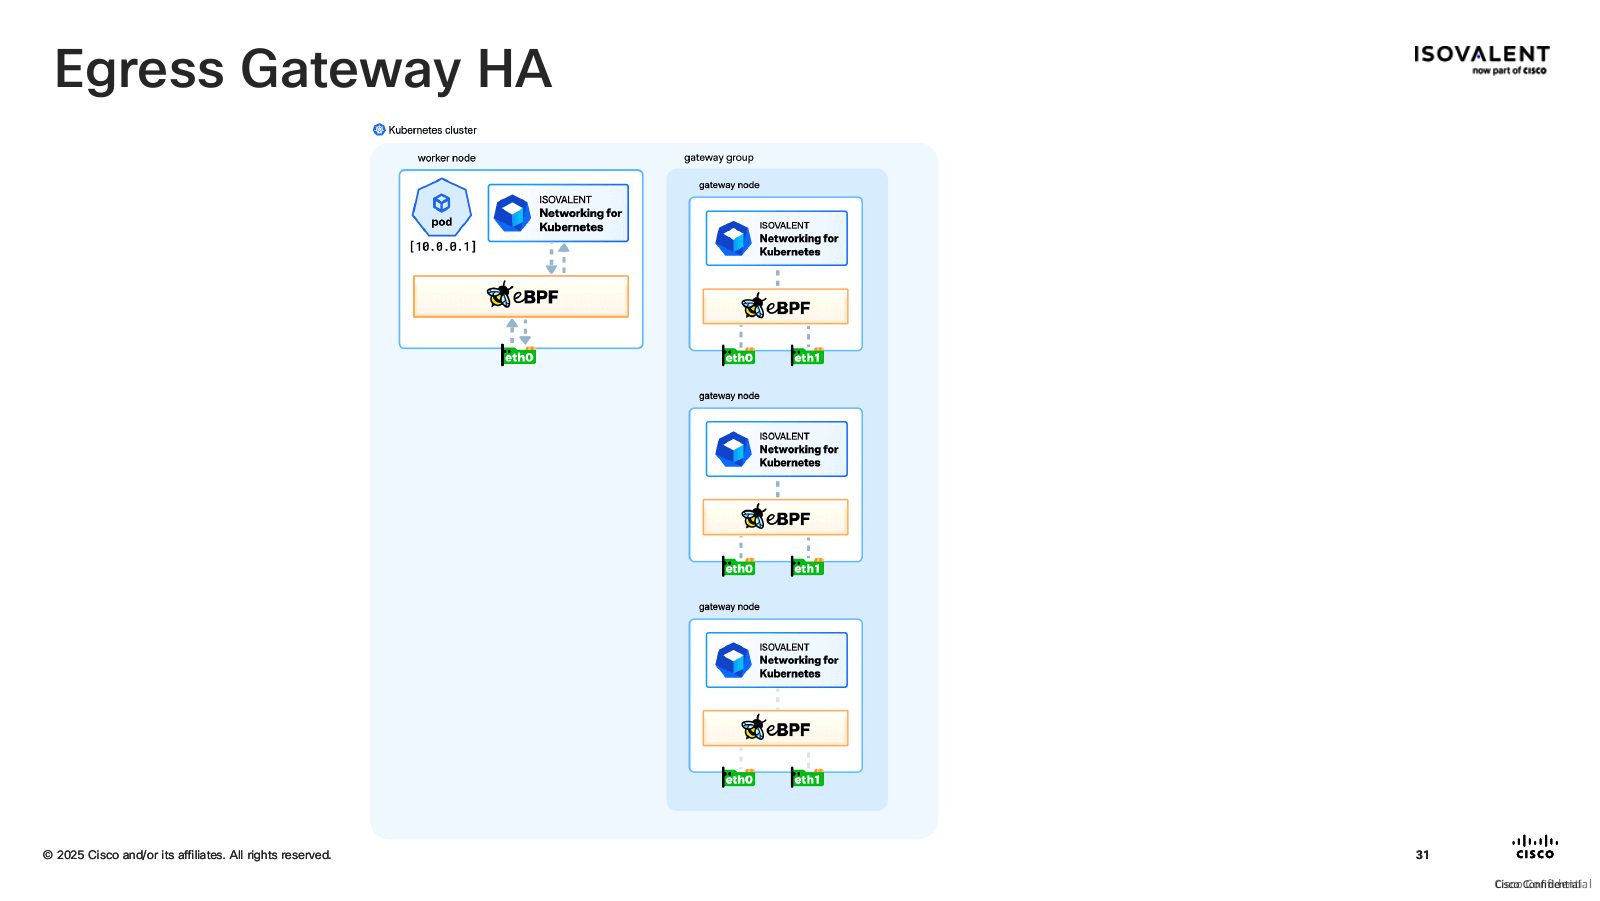 Egress Gateway HA
ISOVALENT
now part of CISCO
Kubernetes cluster
worker node
pod
[10.0.0.1]
ISOVALENT
Networking for
Kubernetes
eBPF
eth0
gateway group
gateway node
ISOVALENT
Networking for
Kubernetes
eBPF
eth0
eth1
gateway node
ISOVALENT
Networking for
Kubernetes
eBPF
eth0
eth1
gateway node
ISOVALENT
Networking for
Kubernetes
eBPF
eth0
eth1
© 2025 Cisco and/or its affiliates. All rights reserved.
31
CISCO
Cisco Confidential